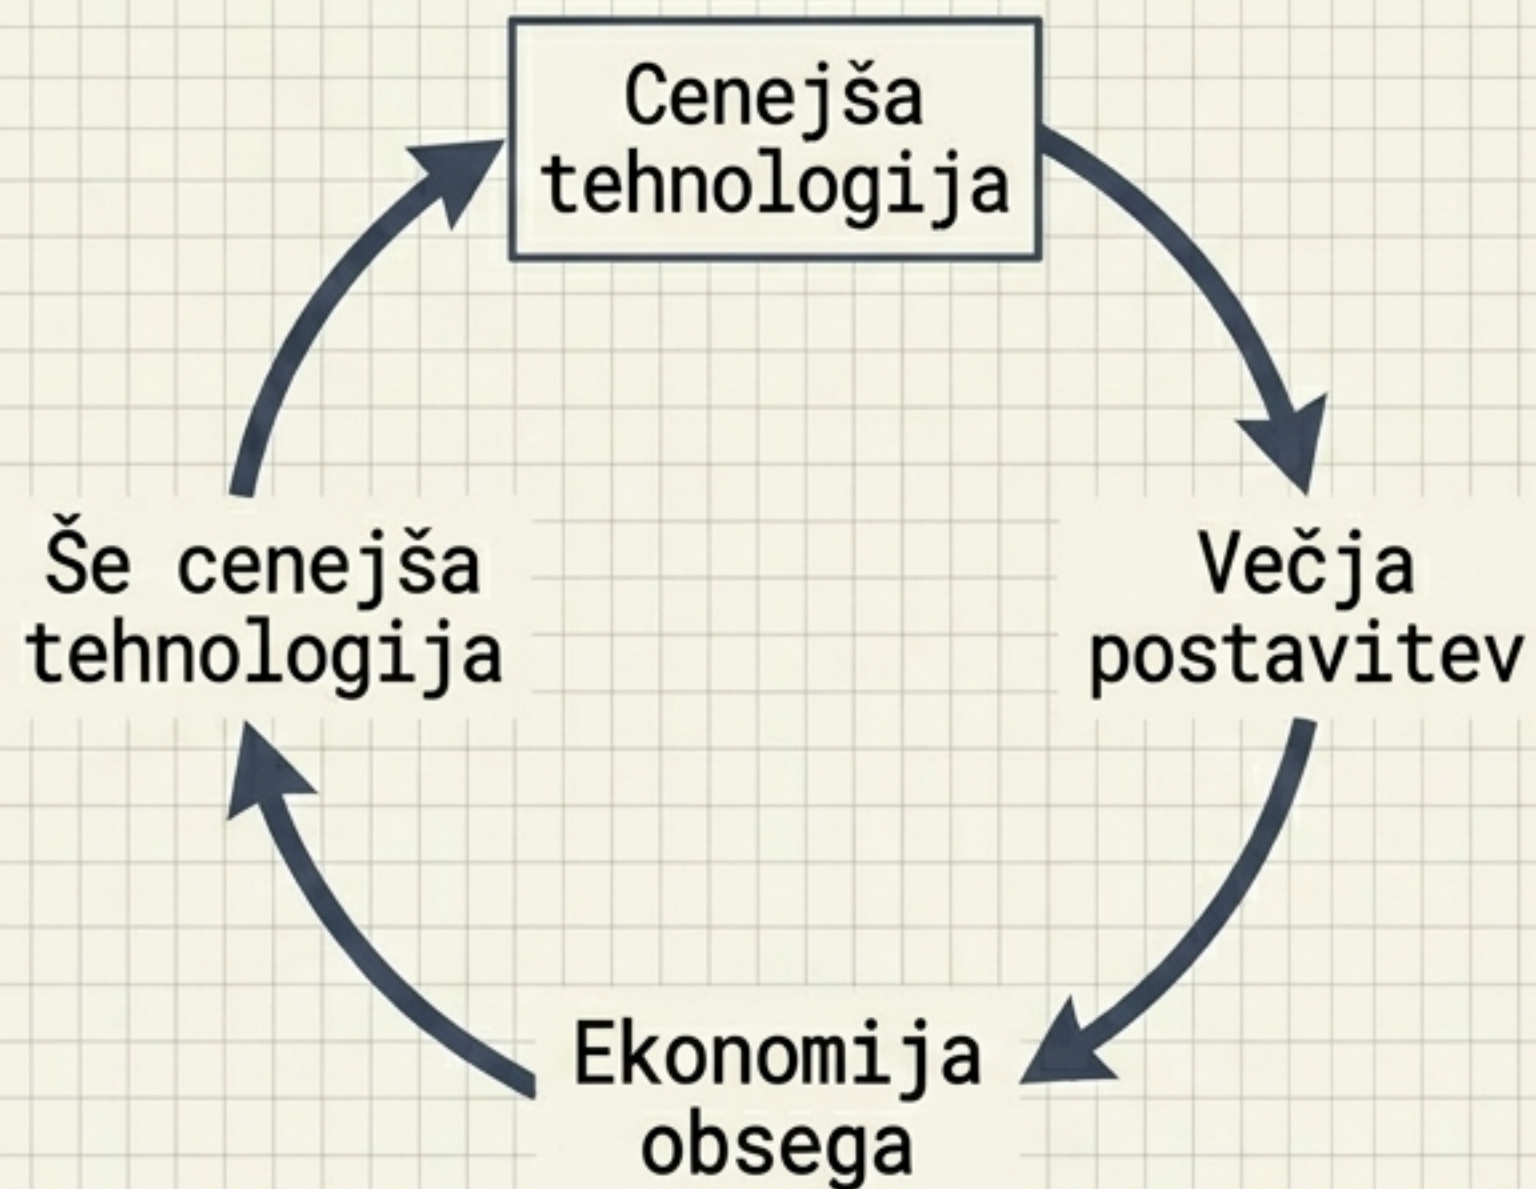 Cenejša
tehnologija
Večja
postavitev
Ekonomija
obsega
Še cenejša
tehnologija